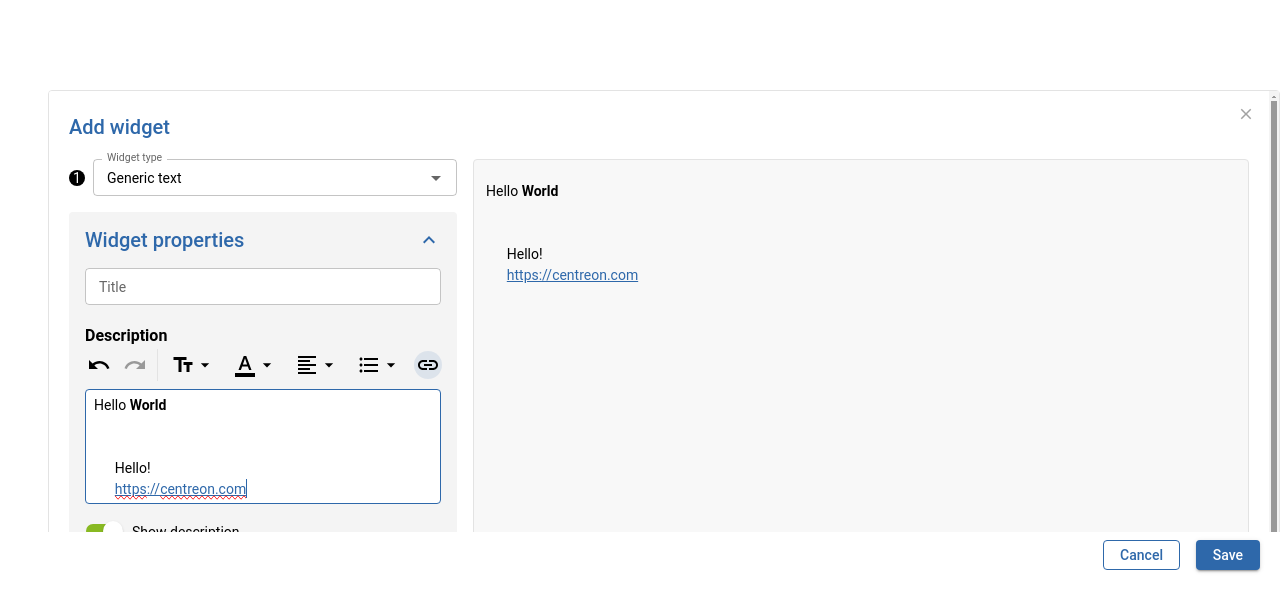 Add widget
Widget type
1
Generic text
Widget properties
Title
Description
A
Hello World
Hello!
https://centreon.com
Show description
Hello World
Hello!
https://centreon.com
Cancel
Save